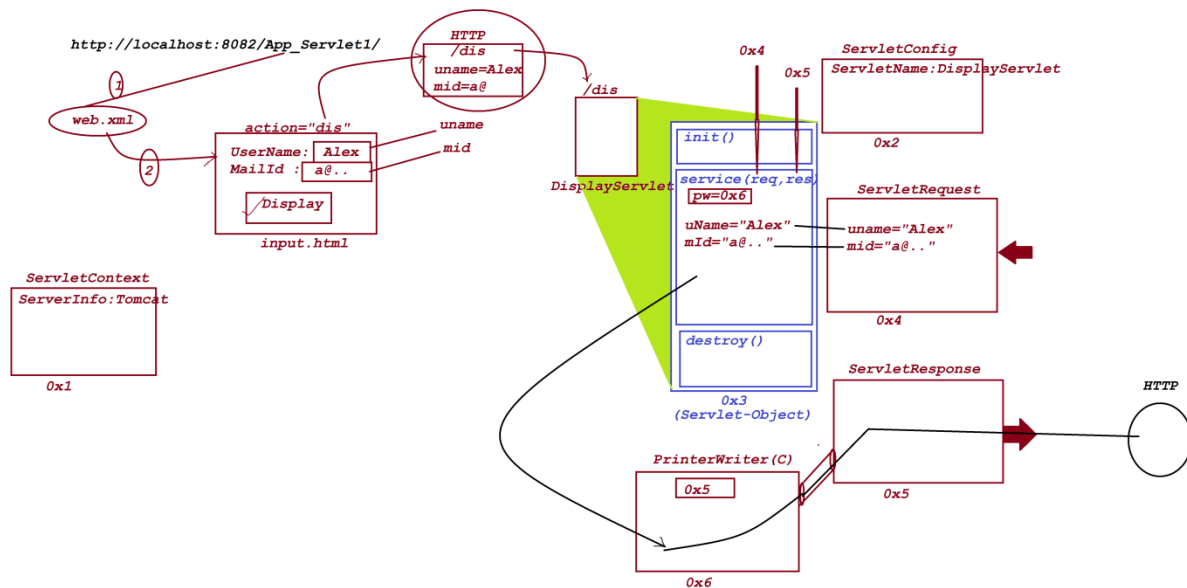 http://localhost:8082/App_Servlet1/
1
web.xml
2
action="dis"
UserName: Alex
MailId : a@..
Display
input.html
uname
mid
HTTP
/dis
uname=Alex
mid=a@
/dis
DisplayServlet
init()
service(req,res)
pw=0x6
uName="Alex"
mId="a@.."
destroy()
0x3
(Servlet-Object)
0x4
0x5
ServletConfig
ServletName:DisplayServlet
0x2
ServletRequest
uname="Alex"
mid="a@.."
0x4
ServletContext
ServerInfo:Tomcat
0x1
ServletResponse
0x5
HTTP
PrinterWriter(C)
0x5
0x6